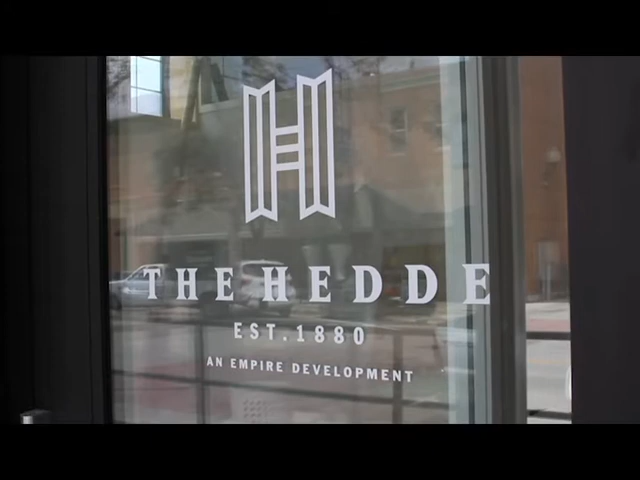 H
THE HEDDE
EST. 1880
AN EMPIRE DEVELOPMENT